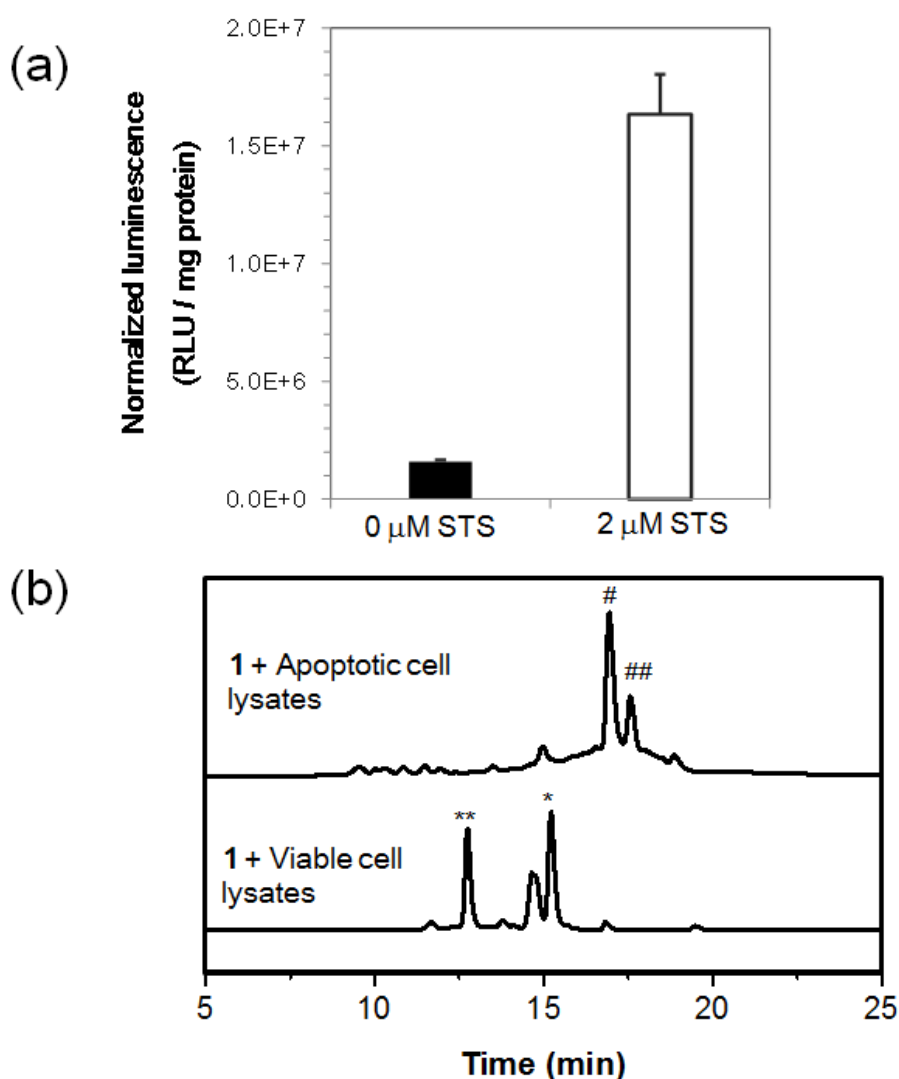 (a)
Normalized luminescence
(RLU / mg protein)
2.0E+7
1.5E+7
1.0E+7
5.0E+6
0.0E+0
0 μM STS
2 μM STS
(b)
1 + Apoptotic cell
lysates
#
##
1 + Viable cell
lysates
**
*
5
10
15
20
25
Time (min)